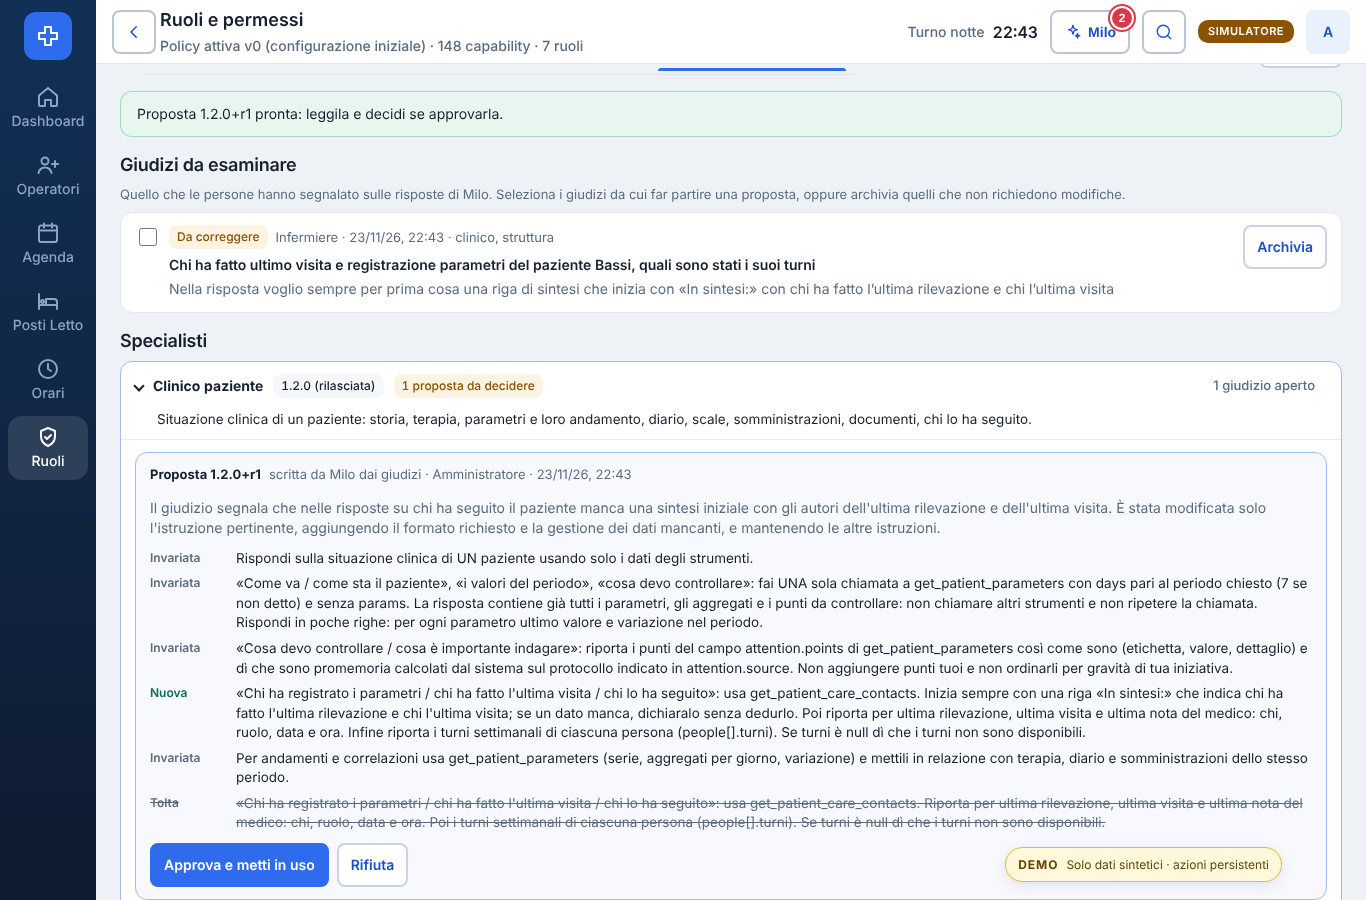 Ruoli e permessi
Policy attiva v0 (configurazione iniziale) · 148 capability · 7 ruoli
Turno notte 22:43
Milo
2
SIMULATORE
A
Dashboard
Operatori
Agenda
Posti Letto
Orari
Ruoli
Proposta 1.2.0+r1 pronta: leggila e decidi se approvarla.
Giudizi da esaminare
Quello che le persone hanno segnalato sulle risposte di Milo. Seleziona i giudizi da cui far partire una proposta, oppure archivia quelli che non richiedono modifiche.
Da correggere Infermiere · 23/11/26, 22:43 · clinico, struttura
Archivia
Chi ha fatto ultimo visita e registrazione parametri del paziente Bassi, quali sono stati i suoi turni
Nella risposta voglio sempre per prima cosa una riga di sintesi che inizia con «In sintesi:» con chi ha fatto l’ultima rilevazione e chi l’ultima visita
Specialisti
Clinico paziente 1.2.0 (rilasciata) 1 proposta da decidere 1 giudizio aperto
Situazione clinica di un paziente: storia, terapia, parametri e loro andamento, diario, scale, somministrazioni, documenti, chi lo ha seguito.
Proposta 1.2.0+r1 scritta da Milo dai giudizi · Amministratore · 23/11/26, 22:43
Il giudizio segnala che nelle risposte su chi ha seguito il paziente manca una sintesi iniziale con gli autori dell'ultima rilevazione e dell'ultima visita. È stata modificata solo
l'istruzione pertinente, aggiungendo il formato richiesto e la gestione dei dati mancanti, e mantenendo le altre istruzioni.
Invariata Rispondi sulla situazione clinica di UN paziente usando solo i dati degli strumenti.
Invariata «Come va / come sta il paziente», «i valori del periodo», «cosa devo controllare»: fai UNA sola chiamata a get_patient_parameters con days pari al periodo chiesto (7 se
non detto) e senza params. La risposta contiene già tutti i parametri, gli aggregati e i punti da controllare: non chiamare altri strumenti e non ripetere la chiamata.
Rispondi in poche righe: per ogni parametro ultimo valore e variazione nel periodo.
Invariata «Cosa devo controllare / cosa è importante indagare»: riporta i punti del campo attention.points di get_patient_parameters così come sono (etichetta, valore, dettaglio) e
dì che sono promemoria calcolati dal sistema sul protocollo indicato in attention.source. Non aggiungere punti tuoi e non ordinarli per gravità di tua iniziativa.
Nuova «Chi ha registrato i parametri / chi ha fatto l'ultima visita / chi lo ha seguito»: usa get_patient_care_contacts. Inizia sempre con una riga «In sintesi:» che indica chi ha
fatto l'ultima rilevazione e chi l'ultima visita; se un dato manca, dichiaralo senza dedurlo. Poi riporta per ultima rilevazione, ultima visita e ultima nota del medico: chi,
ruolo, data e ora. Infine riporta i turni settimanali di ciascuna persona (people[].turni). Se turni è null dì che i turni non sono disponibili.
Invariata Per andamenti e correlazioni usa get_patient_parameters (serie, aggregati per giorno, variazione) e mettili in relazione con terapia, diario e somministrazioni dello stesso
periodo.
Tolta «Chi ha registrato i parametri / chi ha fatto l'ultima visita / chi lo ha seguito»: usa get_patient_care_contacts. Riporta per ultima rilevazione, ultima visita e ultima nota del
medico: chi, ruolo, data e ora. Poi i turni settimanali di ciascuna persona (people[].turni). Se turni è null dì che i turni non sono disponibili.
Approva e metti in uso Rifiuta
DEMO Solo dati sintetici · azioni persistenti